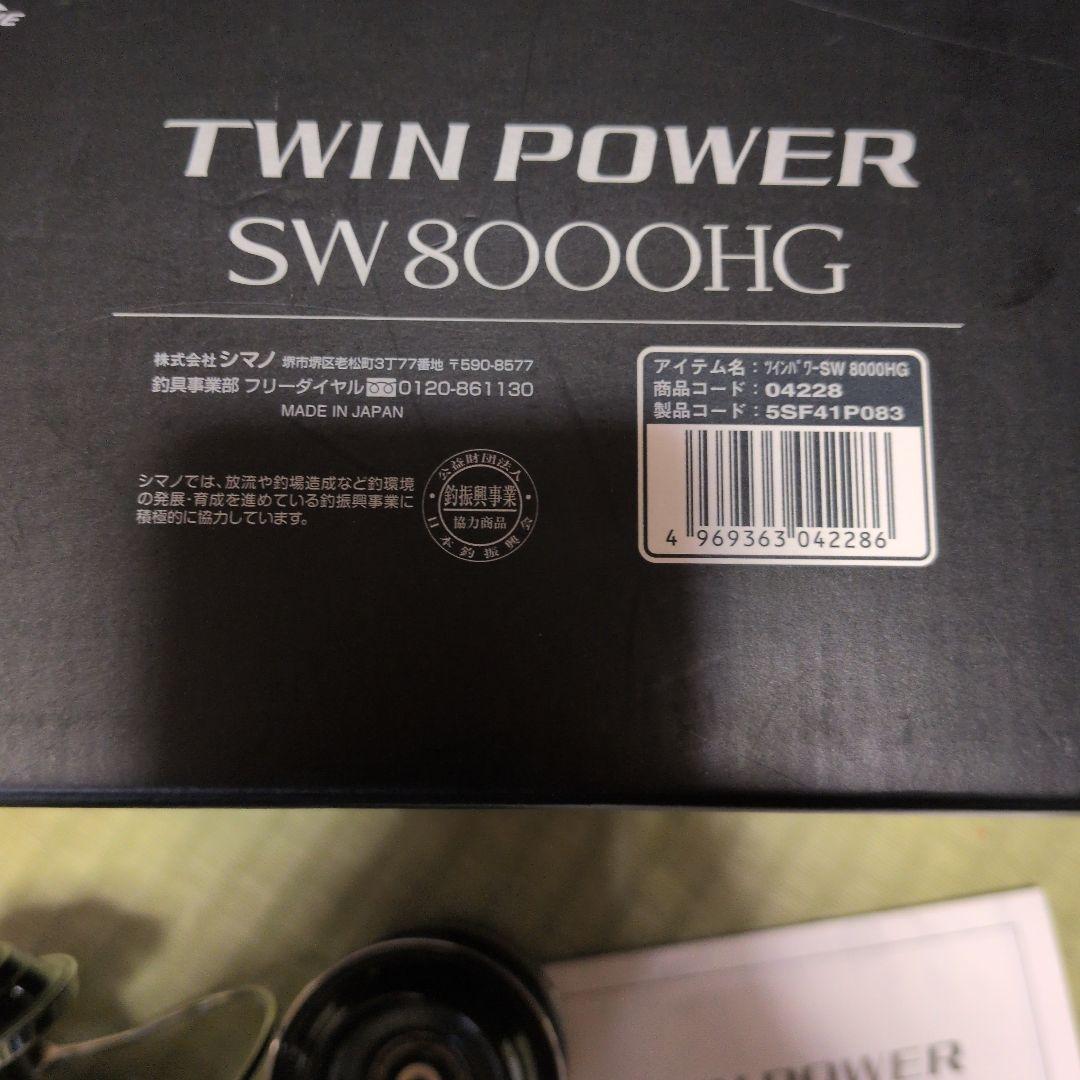 TWIN POWER
SW 8000HG
株式会社 シマノ 堺市堺区老松町3丁77番地 〒590-8577
釣具事業部 フリーダイヤル 0120-861130
MADE IN JAPAN
シマノでは、放流や釣場造成など釣環境
の発展・育成を進めている釣振興事業に
積極的に協力しています。
公益財団法人
釣振興事業
協力商品
日本釣振興会
アイテム名：ﾂｲﾝﾊﾟﾜｰSW 8000HG
商品コード：04228
製品コード：5SF41P083
4 969363 042286
POWER